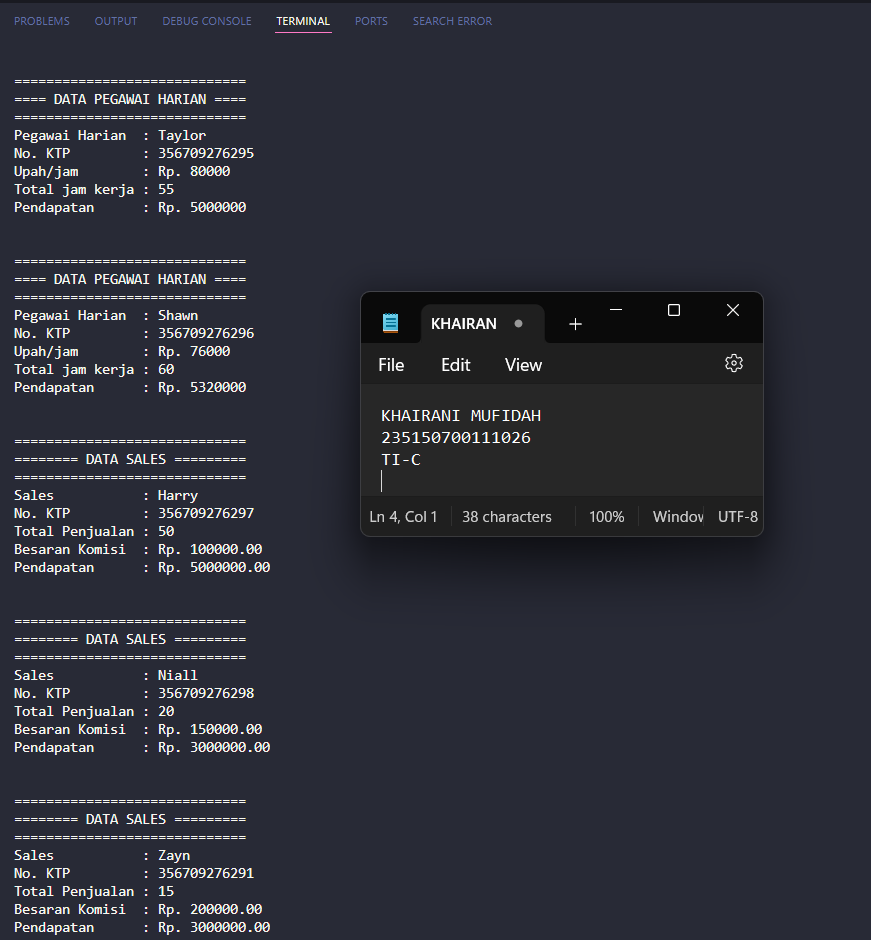 PROBLEMS OUTPUT DEBUG CONSOLE TERMINAL PORTS SEARCH ERROR
=============================
==== DATA PEGAWAI HARIAN ====
=============================
Pegawai Harian : Taylor
No. KTP : 356709276295
Upah/jam : Rp. 80000
Total jam kerja : 55
Pendapatan : Rp. 5000000
=============================
==== DATA PEGAWAI HARIAN ====
=============================
Pegawai Harian : Shawn
No. KTP : 356709276296
Upah/jam : Rp. 76000
Total jam kerja : 60
Pendapatan : Rp. 5320000
=============================
======== DATA SALES =========
=============================
Sales : Harry
No. KTP : 356709276297
Total Penjualan : 50
Besaran Komisi : Rp. 100000.00
Pendapatan : Rp. 5000000.00
=============================
======== DATA SALES =========
=============================
Sales : Niall
No. KTP : 356709276298
Total Penjualan : 20
Besaran Komisi : Rp. 150000.00
Pendapatan : Rp. 3000000.00
=============================
======== DATA SALES =========
=============================
Sales : Zayn
No. KTP : 356709276291
Total Penjualan : 15
Besaran Komisi : Rp. 200000.00
Pendapatan : Rp. 3000000.00
KHAIRAN
File Edit View
KHAIRANI MUFIDAH
235150700111026
TI-C
Ln 4, Col 1 38 characters 100% Window UTF-8